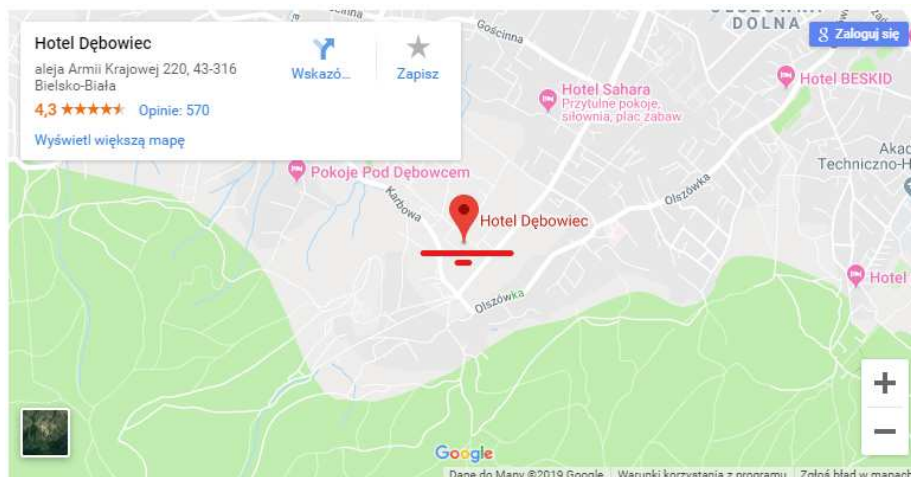 Hotel Dębowiec
aleja Armii Krajowej 220, 43-316
Bielsko-Biała
4,3
Opinie: 570
Wyświetl większą mapę
Wskazó...
Zapisz
Gościnna
DOLNA
Zaloguj się
Hotel BESKID
Hotel Sahara
Przytulne pokoje,
siłownia, plac zabaw
Akad
Techniczno-H
Pokoje Pod Dębowcem
Karbowa
Olszówka
Hotel Dębowiec
Hotel
Olszówka
Google
Dane do Mapy ©2019 Google
Warunki korzystania z programu
Zgłoś błąd w mapach